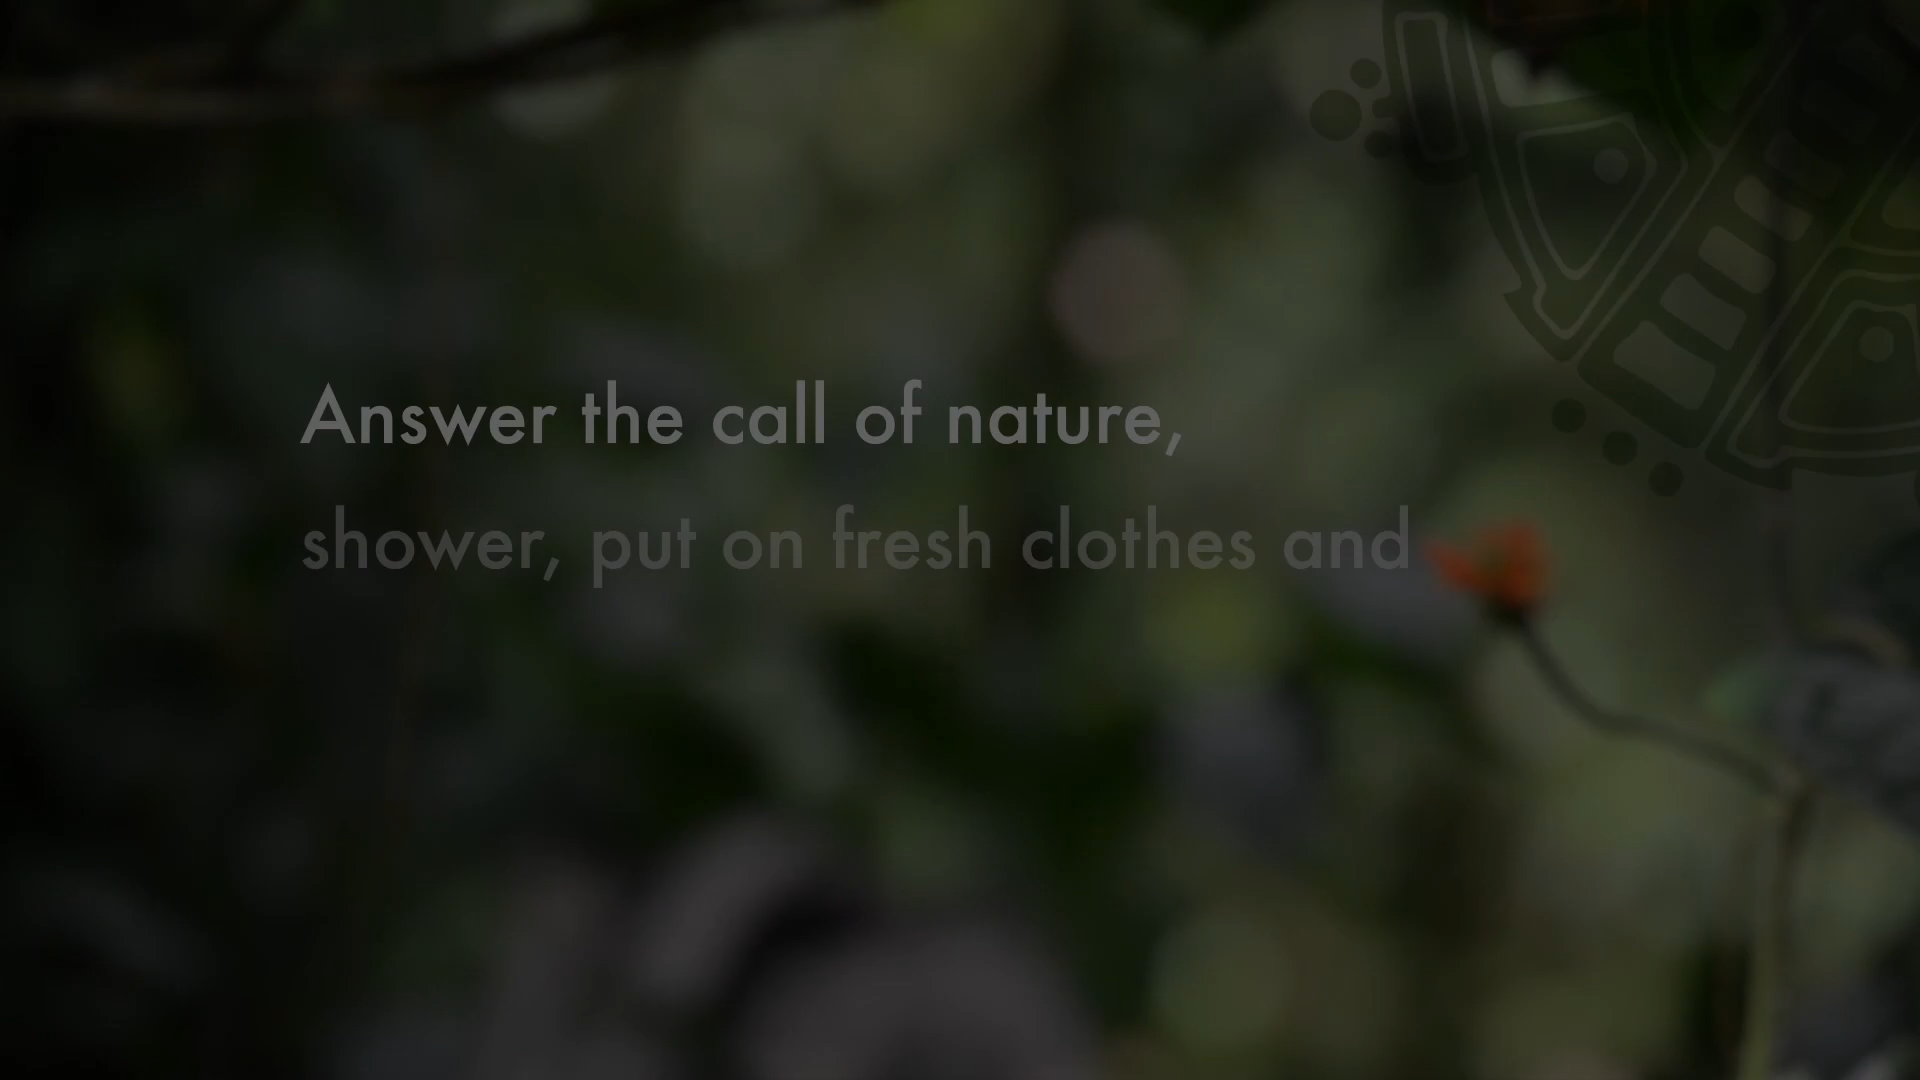 Answer the call of nature,
shower, put on fresh clothes and